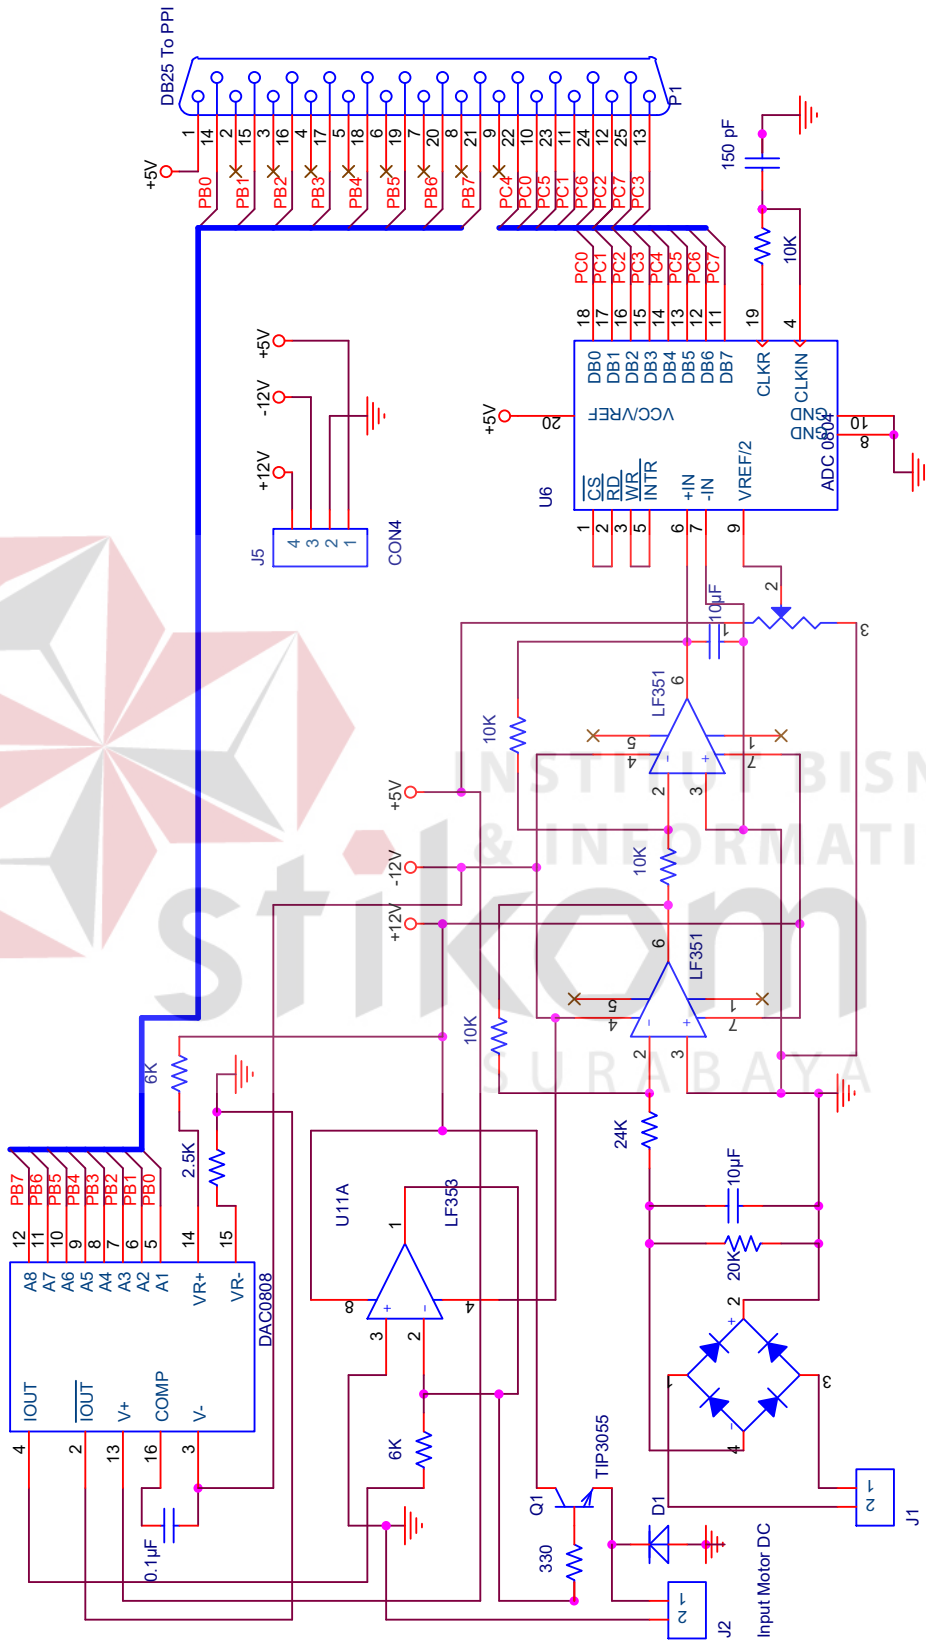 DB25 To PPI
P1
+5V
1
14
2
15
3
16
4
17
5
18
6
19
7
20
8
21
9
22
10
23
11
24
12
25
13
PB0
PB1
PB2
PB3
PB4
PB5
PB6
PB7
PC4
PC0
PC5
PC1
PC6
PC2
PC7
PC3
150 pF
10K
PC0
PC1
PC2
PC3
PC4
PC5
PC6
PC7
18
17
16
15
14
13
12
11
19
4
DB0
DB1
DB2
DB3
DB4
DB5
DB6
DB7
CLKR
CLKIN
VCC/VREF
GND
GND
20
+5V
10
8
ADC 0804
U6
CS
RD
WR
INTR
+IN
-IN
VREF/2
1
2
3
5
6
7
9
+5V
-12V
+12V
J5
4
3
2
1
CON4
2
1
3
10µF
LF351
6
5
4
1
7
2
3
-
+
10K
10K
+5V
-12V
+12V
LF351
6
5
4
1
7
2
3
-
+
10K
24K
10µF
20K
2
1
3
4
+
-
J1
1
2
6K
2.5K
PB7
PB6
PB5
PB4
PB3
PB2
PB1
PB0
12
11
10
9
8
7
6
5
14
15
A8
A7
A6
A5
A4
A3
A2
A1
VR+
VR-
DAC0808
IOUT
IOUT
V+
COMP
V-
4
2
13
16
3
0.1µF
U11A
LF353
1
8
4
3
2
+
-
6K
Q1
TIP3055
330
D1
J2
1
2
Input Motor DC
INSTITUT BISN
& INFORMATI
stikom
SURABAYA